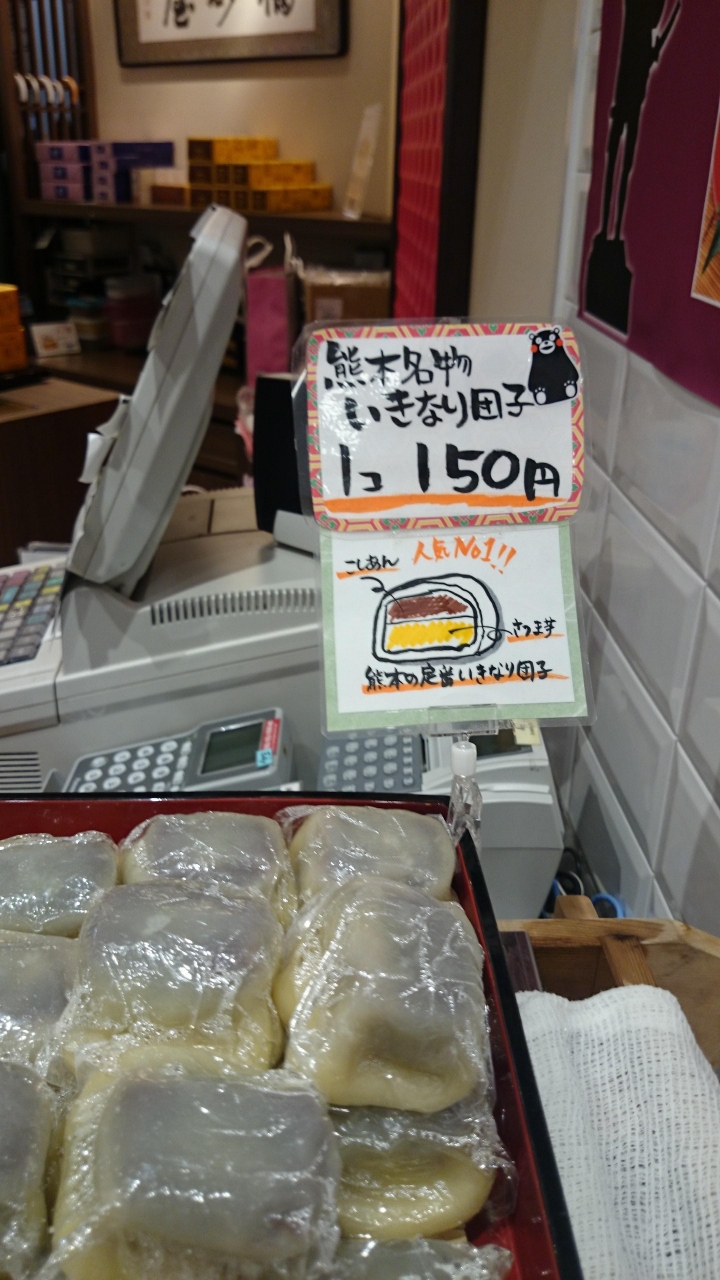 熊本名物
いきなり団子
1コ 150円
人気No1!!
こしあん
さつま芋
熊本の定番いきなり団子